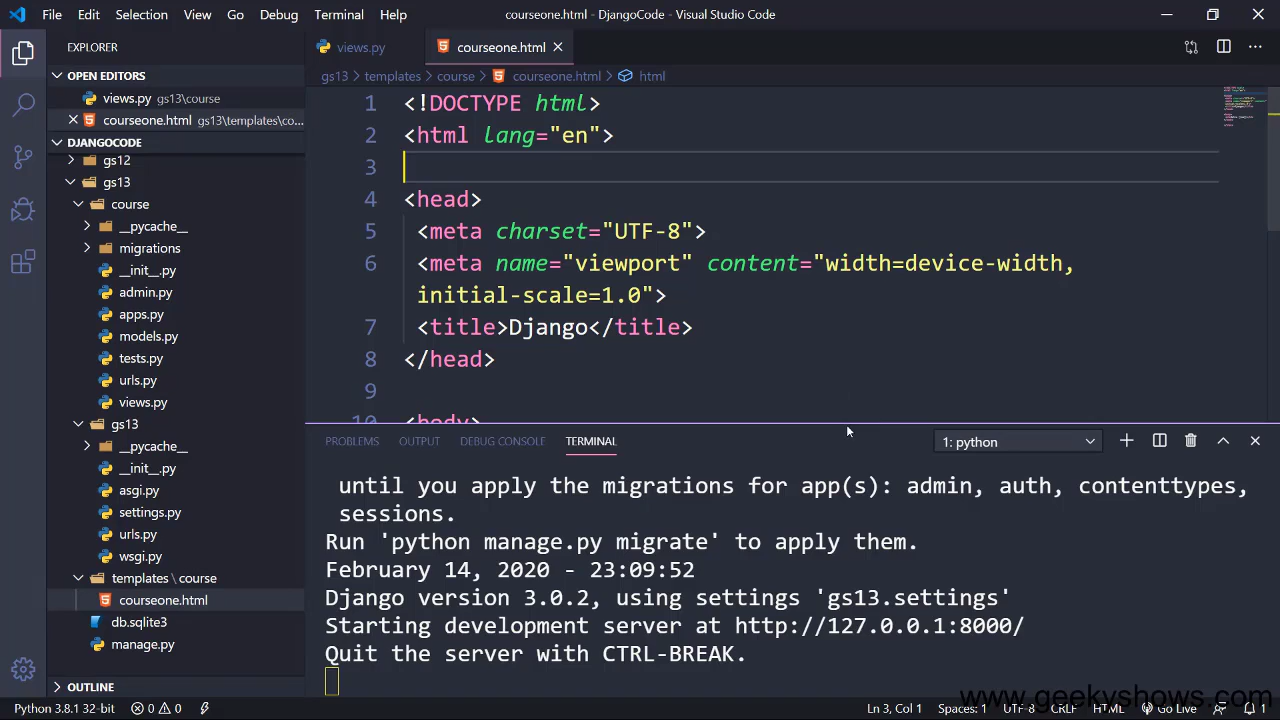 File Edit Selection View Go Debug Terminal Help
courseone.html - DjangoCode - Visual Studio Code
EXPLORER
OPEN EDITORS
views.py gs13\course
courseone.html gs13\templates\co...
DJANGOCODE
gs12
gs13
course
__pycache__
migrations
__init__.py
admin.py
apps.py
models.py
tests.py
urls.py
views.py
gs13
__pycache__
__init__.py
asgi.py
settings.py
urls.py
wsgi.py
templates \ course
courseone.html
db.sqlite3
manage.py
OUTLINE
views.py
courseone.html
gs13 > templates > course > courseone.html > html
1 <!DOCTYPE html>
2 <html lang="en">
3
4 <head>
5 <meta charset="UTF-8">
6 <meta name="viewport" content="width=device-width,
initial-scale=1.0">
7 <title>Django</title>
8 </head>
9
10 <body>
PROBLEMS OUTPUT DEBUG CONSOLE TERMINAL
1: python
until you apply the migrations for app(s): admin, auth, contenttypes,
sessions.
Run 'python manage.py migrate' to apply them.
February 14, 2020 - 23:09:52
Django version 3.0.2, using settings 'gs13.settings'
Starting development server at http://127.0.0.1:8000/
Quit the server with CTRL-BREAK.
www.geekyshows.com
Python 3.8.1 32-bit 0 0
Ln 3, Col 1 Spaces: 1 UTF-8 CRLF HTML Go Live 1